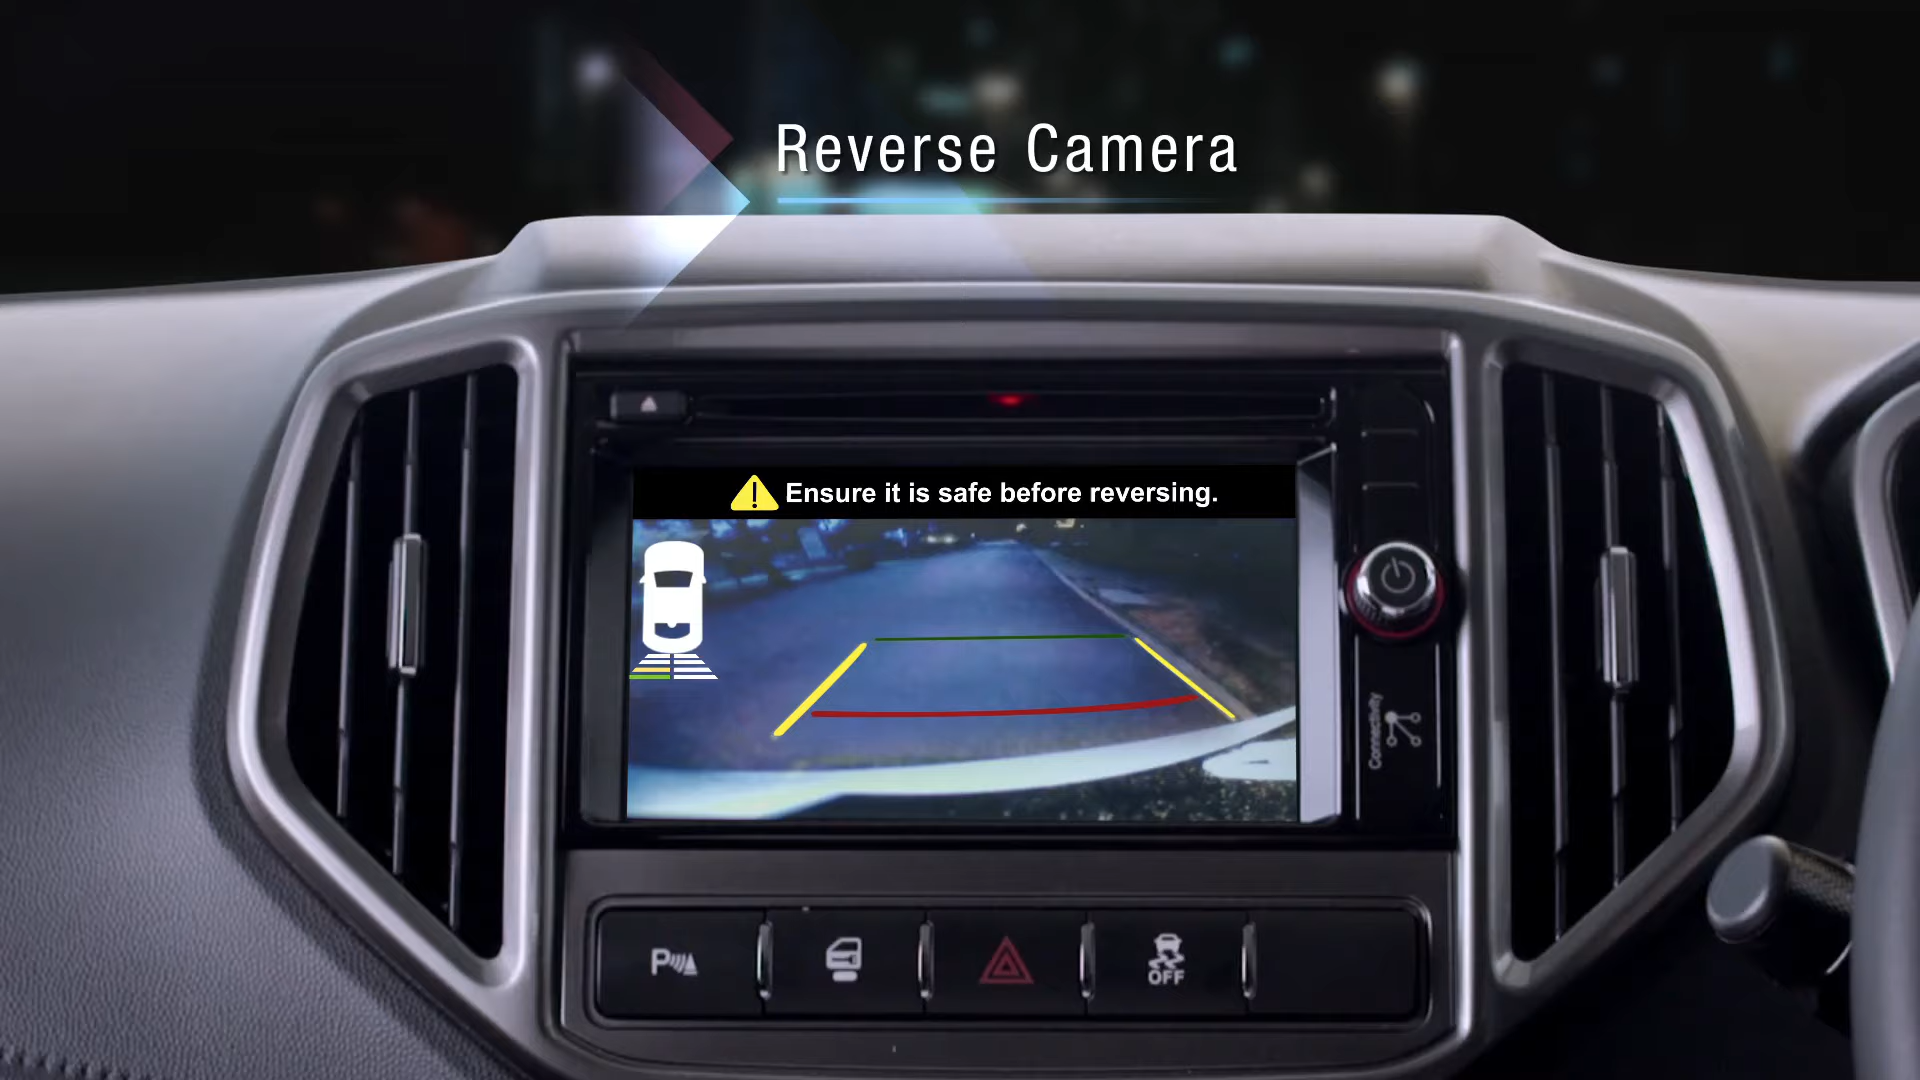 Reverse Camera
Ensure it is safe before reversing.
Connectivity
P
OFF